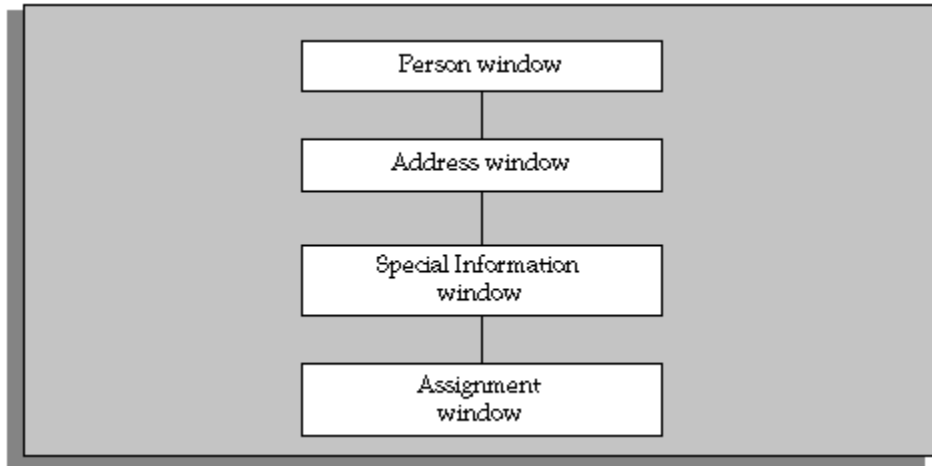 Person window
Address window
Special Information
window
Assignment
window